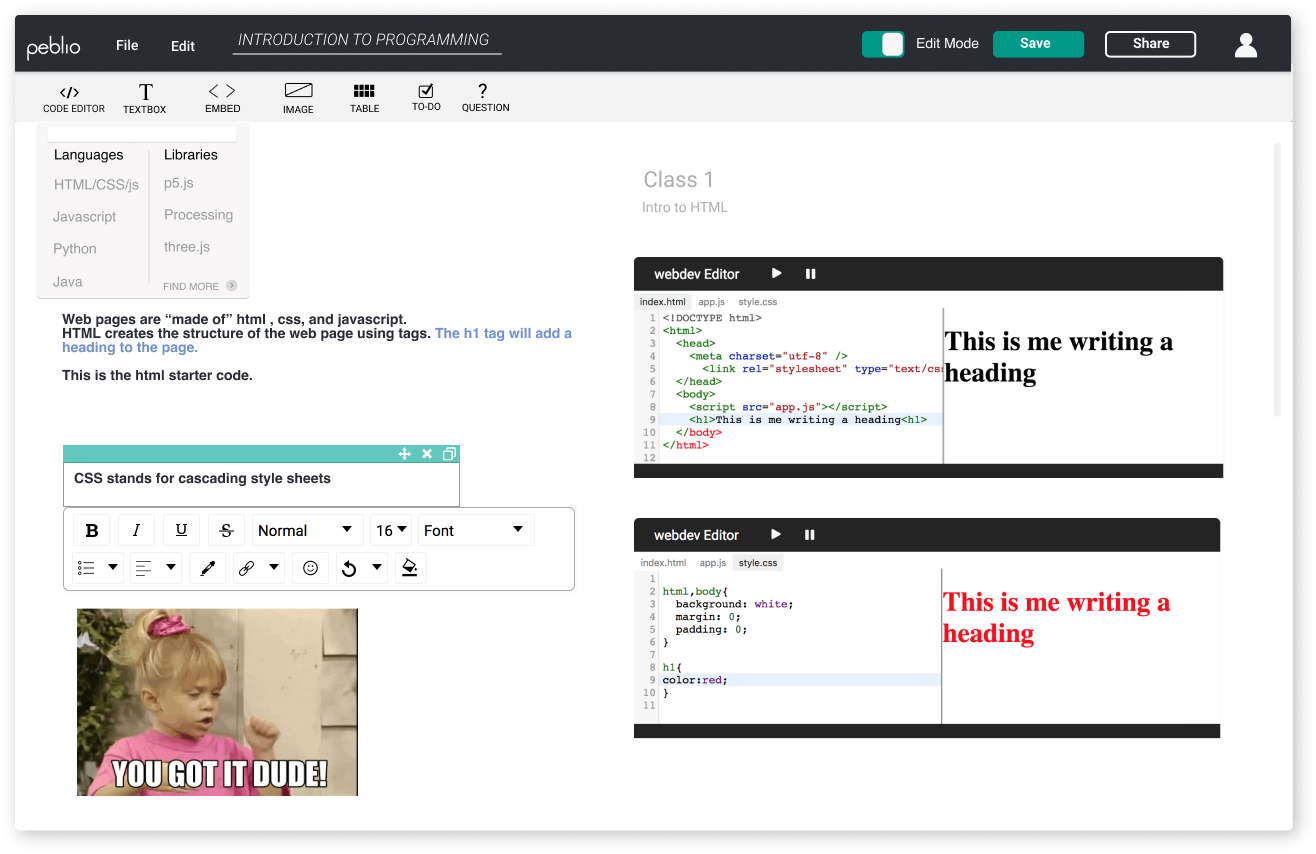 peblio File Edit INTRODUCTION TO PROGRAMMING Edit Mode Save Share
</> CODE EDITOR T TEXTBOX < > EMBED IMAGE TABLE TO-DO ? QUESTION
Languages Libraries
HTML/CSS/js p5.js
Javascript Processing
Python three.js
Java FIND MORE
Web pages are “made of” html , css, and javascript.
HTML creates the structure of the web page using tags. The h1 tag will add a
heading to the page.
This is the html starter code.
CSS stands for cascading style sheets
B I U S Normal 16 Font
YOU GOT IT DUDE!
Class 1
Intro to HTML
webdev Editor
index.html app.js style.css
1 <!DOCTYPE html>
2 <html>
3 <head>
4 <meta charset="utf-8" />
5 <link rel="stylesheet" type="text/css
6 </head>
7 <body>
8 <script src="app.js"></script>
9 <h1>This is me writing a heading<h1>
10 </body>
11 </html>
12
This is me writing a
heading
webdev Editor
index.html app.js style.css
1
2 html,body{
3 background: white;
4 margin: 0;
5 padding: 0;
6 }
7
8 h1{
9 color:red;
10 }
11
This is me writing a
heading